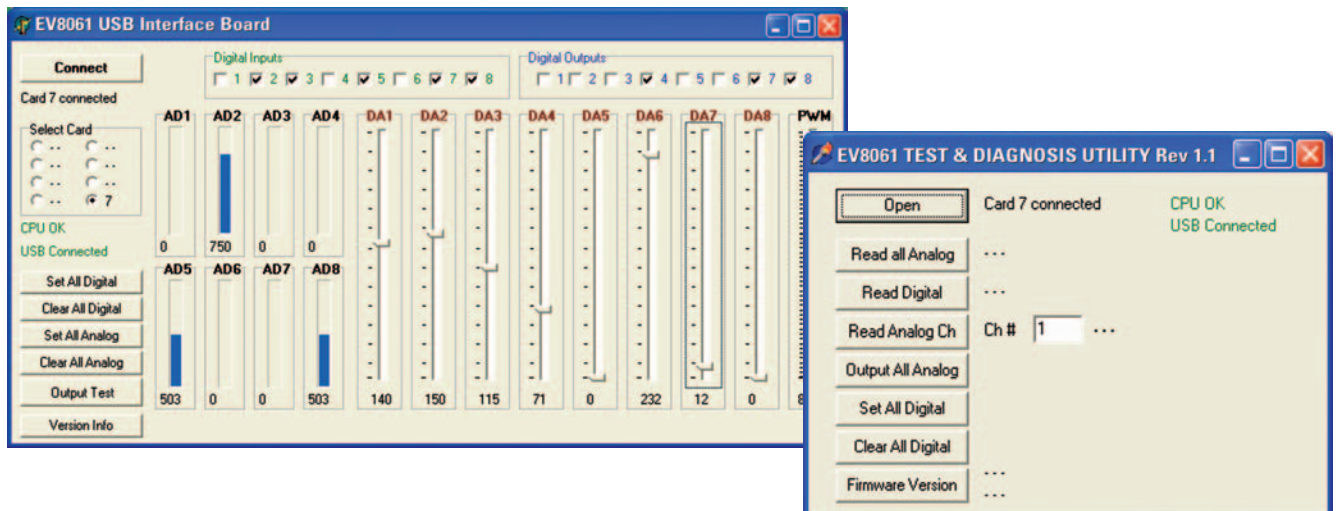 EV8061 USB Interface Board
Connect
Card 7 connected
Select Card
.. ..
.. ..
.. ..
.. 7
CPU OK
USB Connected
Set All Digital
Clear All Digital
Set All Analog
Clear All Analog
Output Test
Version Info
Digital Inputs
1 2 3 4 5 6 7 8
Digital Outputs
1 2 3 4 5 6 7 8
AD1 AD2 AD3 AD4 DA1 DA2 DA3 DA4 DA5 DA6 DA7 DA8 PWM
0 750 0 0
AD5 AD6 AD7 AD8
503 0 0 503 140 150 115 71 0 232 12 0 8
EV8061 TEST & DIAGNOSIS UTILITY Rev 1.1
Open Card 7 connected CPU OK
USB Connected
Read all Analog ...
Read Digital ...
Read Analog Ch Ch # 1 ...
Output All Analog
Set All Digital
Clear All Digital
Firmware Version ...
...